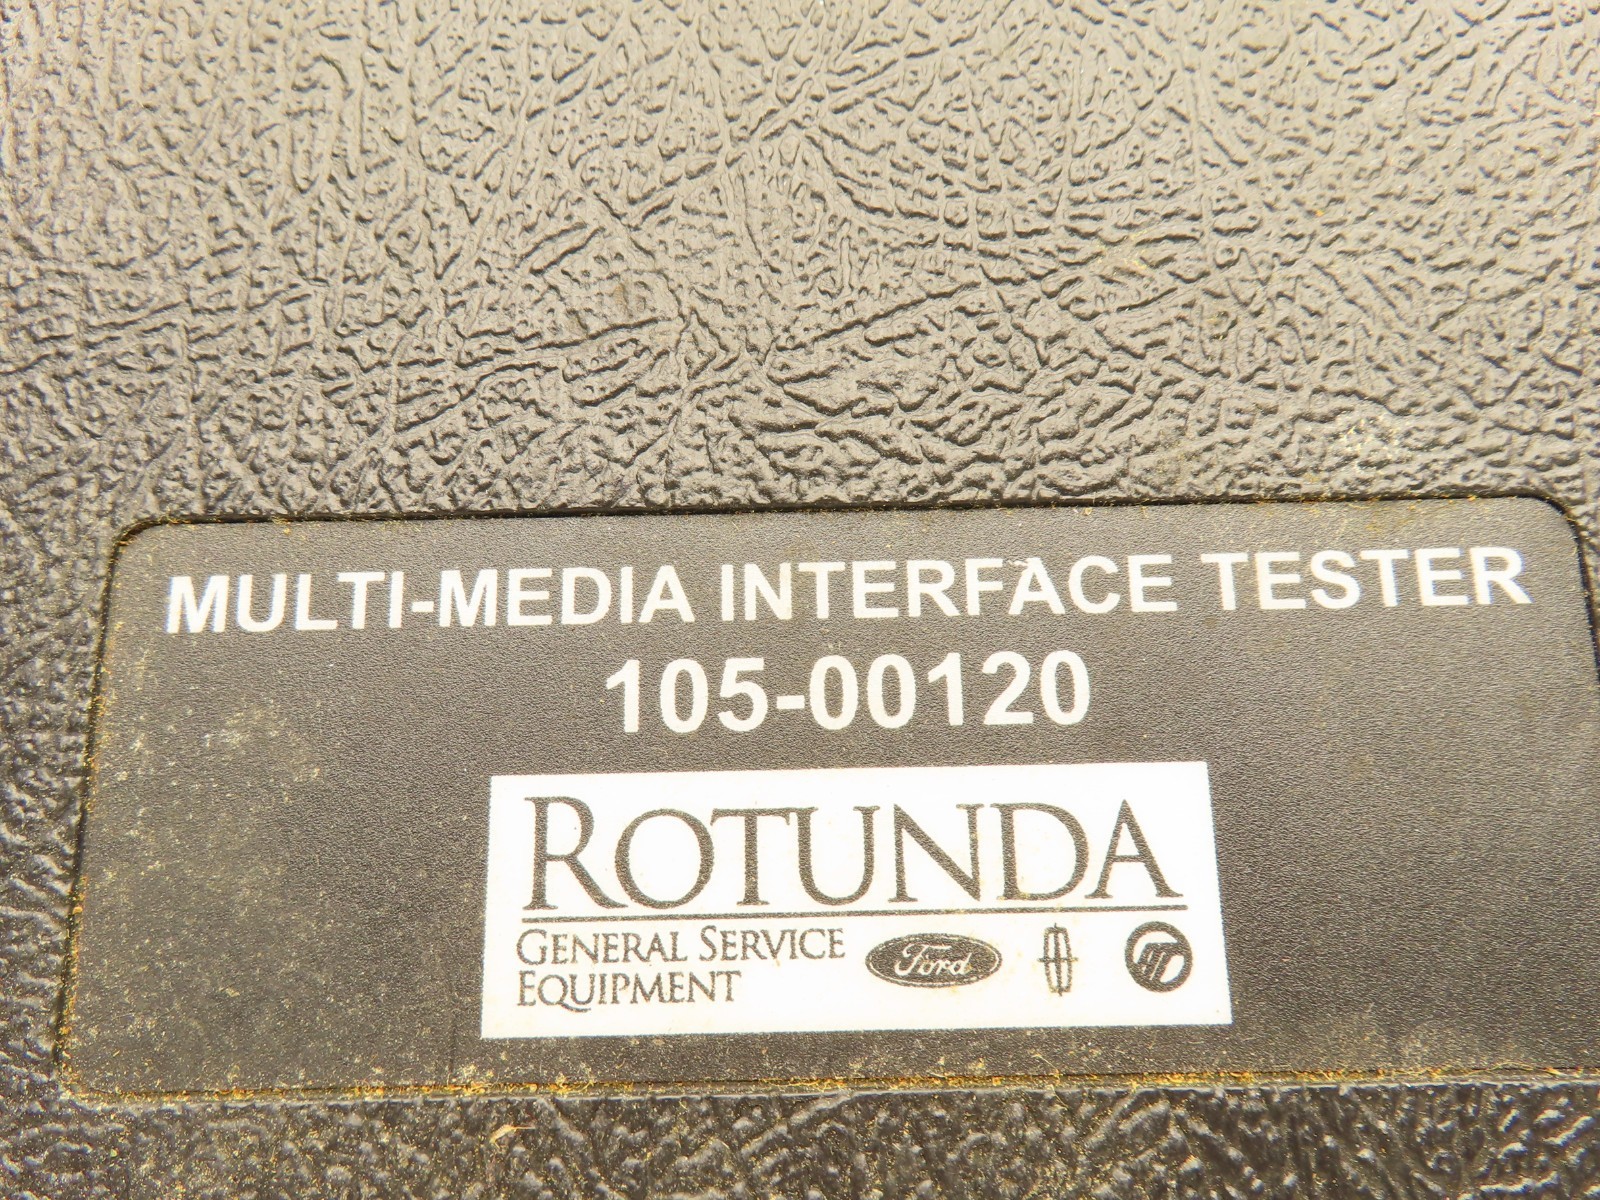 MULTI-MEDIA INTERFACE TESTER
105-00120
ROTUNDA
GENERAL SERVICE
EQUIPMENT
Ford